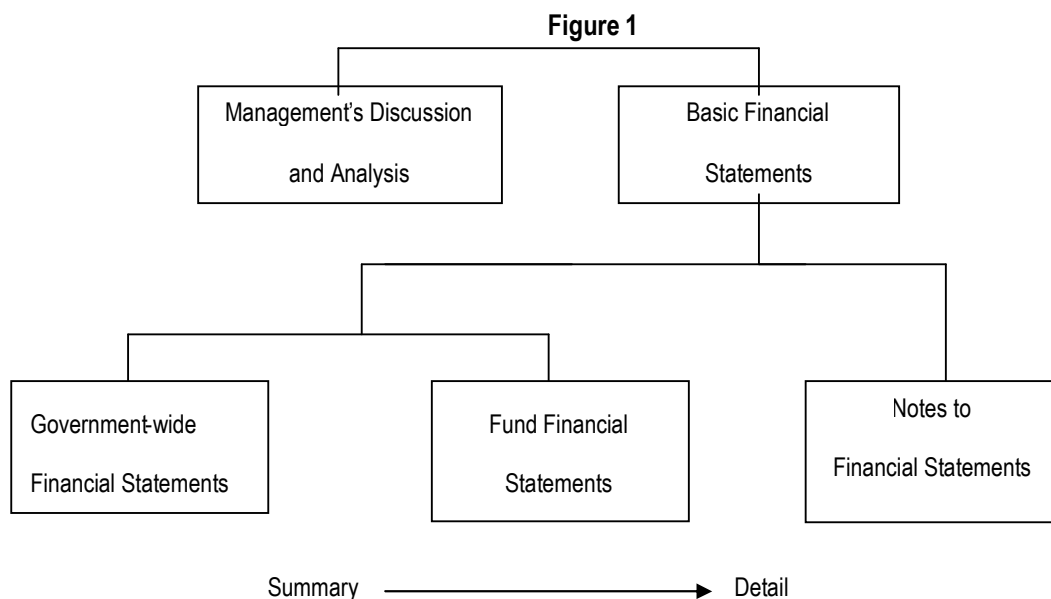 Figure 1
Management's Discussion
and Analysis
Basic Financial
Statements
Government-wide
Financial Statements
Fund Financial
Statements
Notes to
Financial Statements
Summary
Detail